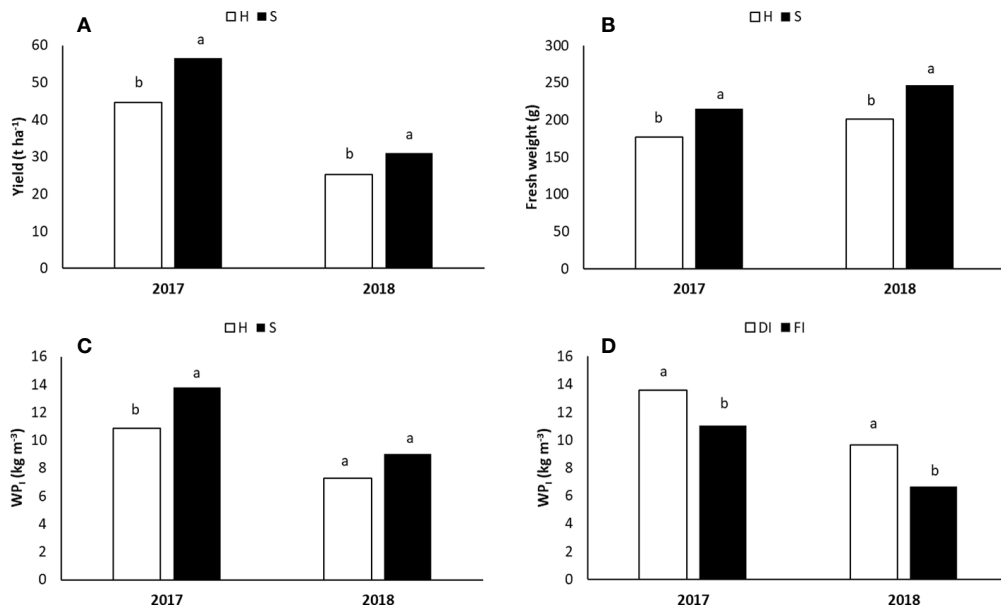 A
H S
Yield (t ha⁻¹)
60
50
40
30
20
10
0
b
a
b
a
2017 2018
B
H S
Fresh weight (g)
300
250
200
150
100
50
0
b
a
b
a
2017 2018
C
H S
WPI (kg m⁻³)
16
14
12
10
8
6
4
2
0
b
a
a
a
2017 2018
D
DI FI
WPI (kg m⁻³)
16
14
12
10
8
6
4
2
0
a
b
a
b
2017 2018